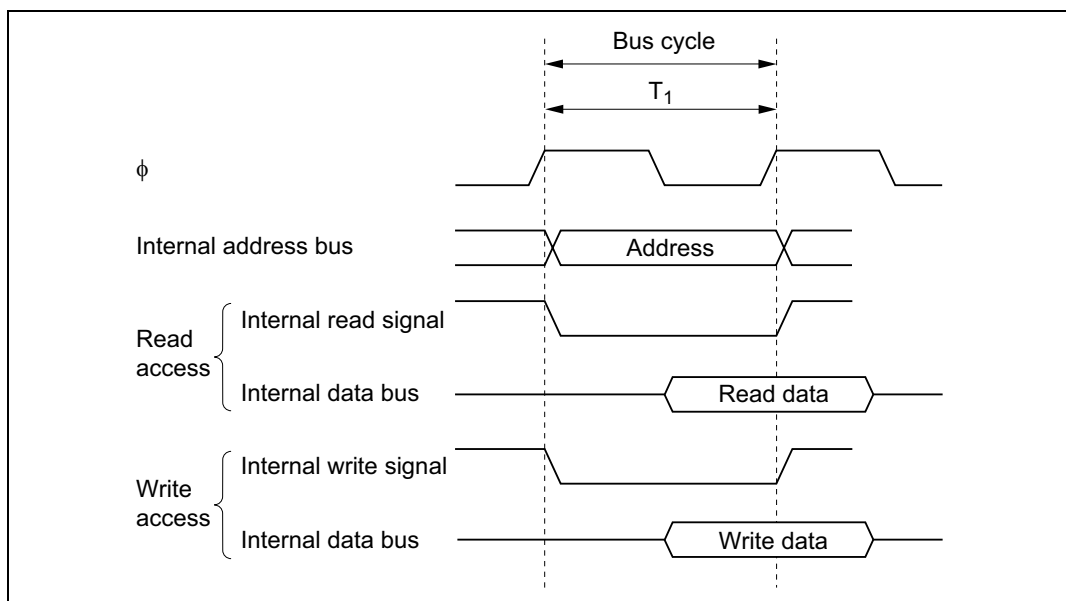 Bus cycle
T₁
ϕ
Internal address bus
Address
Read
access
Internal read signal
Internal data bus
Read data
Write
access
Internal write signal
Internal data bus
Write data